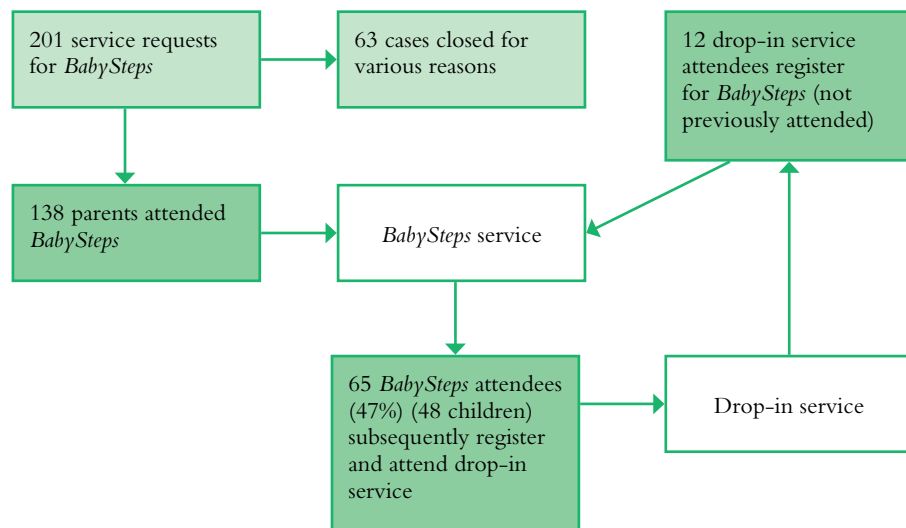 201 service requests
for BabySteps
63 cases closed for
various reasons
12 drop-in service
attendees register
for BabySteps (not
previously attended)
138 parents attended
BabySteps
BabySteps service
65 BabySteps attendees
(47%) (48 children)
subsequently register
and attend drop-in
service
Drop-in service